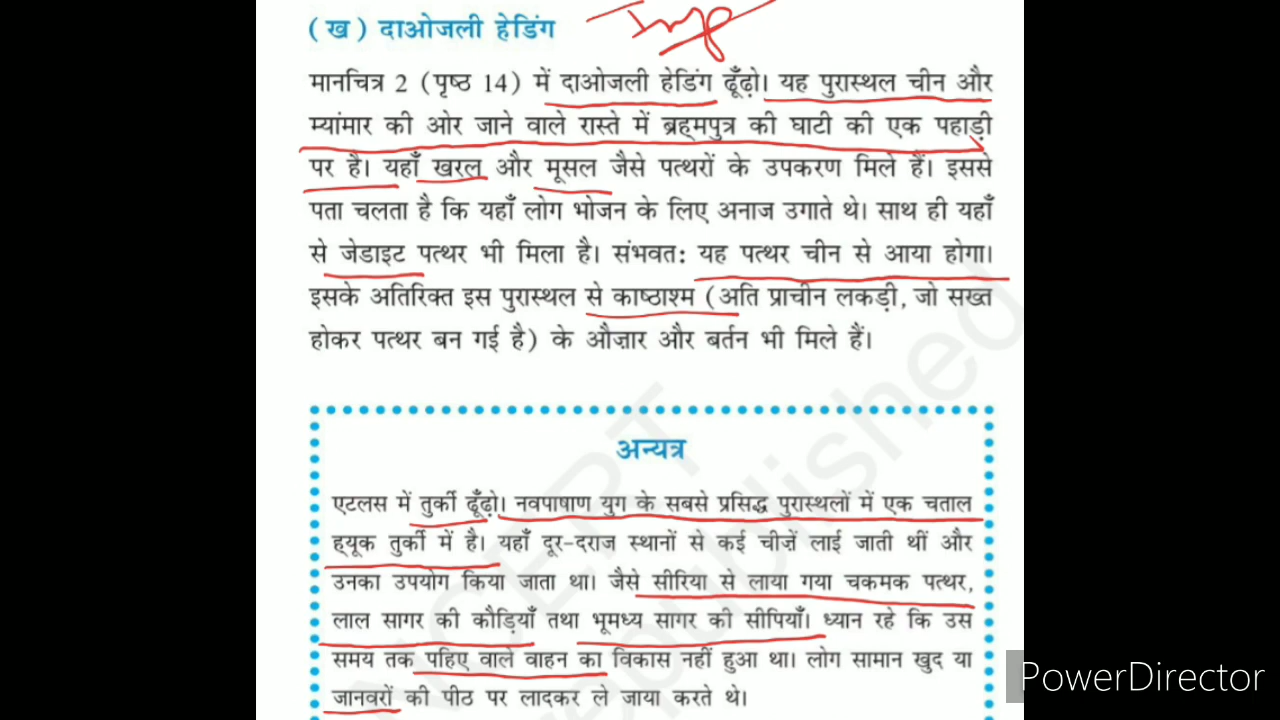 ( ख ) दाओजली हेडिंग
Imp
मानचित्र 2 (पृष्ठ 14) में दाओजली हेडिंग ढूँढ़ो। यह पुरास्थल चीन और
म्यांमार की ओर जाने वाले रास्ते में ब्रह्मपुत्र की घाटी की एक पहाड़ी
पर है। यहाँ खरल और मूसल जैसे पत्थरों के उपकरण मिले हैं। इससे
पता चलता है कि यहाँ लोग भोजन के लिए अनाज उगाते थे। साथ ही यहाँ
से जेडाइट पत्थर भी मिला है। संभवत: यह पत्थर चीन से आया होगा।
इसके अतिरिक्त इस पुरास्थल से काष्ठाश्म (अति प्राचीन लकड़ी, जो सख्त
होकर पत्थर बन गई है) के औज़ार और बर्तन भी मिले हैं।
अन्यत्र
एटलस में तुर्की ढूँढ़ो। नवपाषाण युग के सबसे प्रसिद्ध पुरास्थलों में एक चताल
ह्यूक तुर्की में है। यहाँ दूर-दराज स्थानों से कई चीज़ें लाई जाती थीं और
उनका उपयोग किया जाता था। जैसे सीरिया से लाया गया चकमक पत्थर,
लाल सागर की कौड़ियाँ तथा भूमध्य सागर की सीपियाँ। ध्यान रहे कि उस
समय तक पहिए वाले वाहन का विकास नहीं हुआ था। लोग सामान खुद या
जानवरों की पीठ पर लादकर ले जाया करते थे।
NCERT
republished
PowerDirector